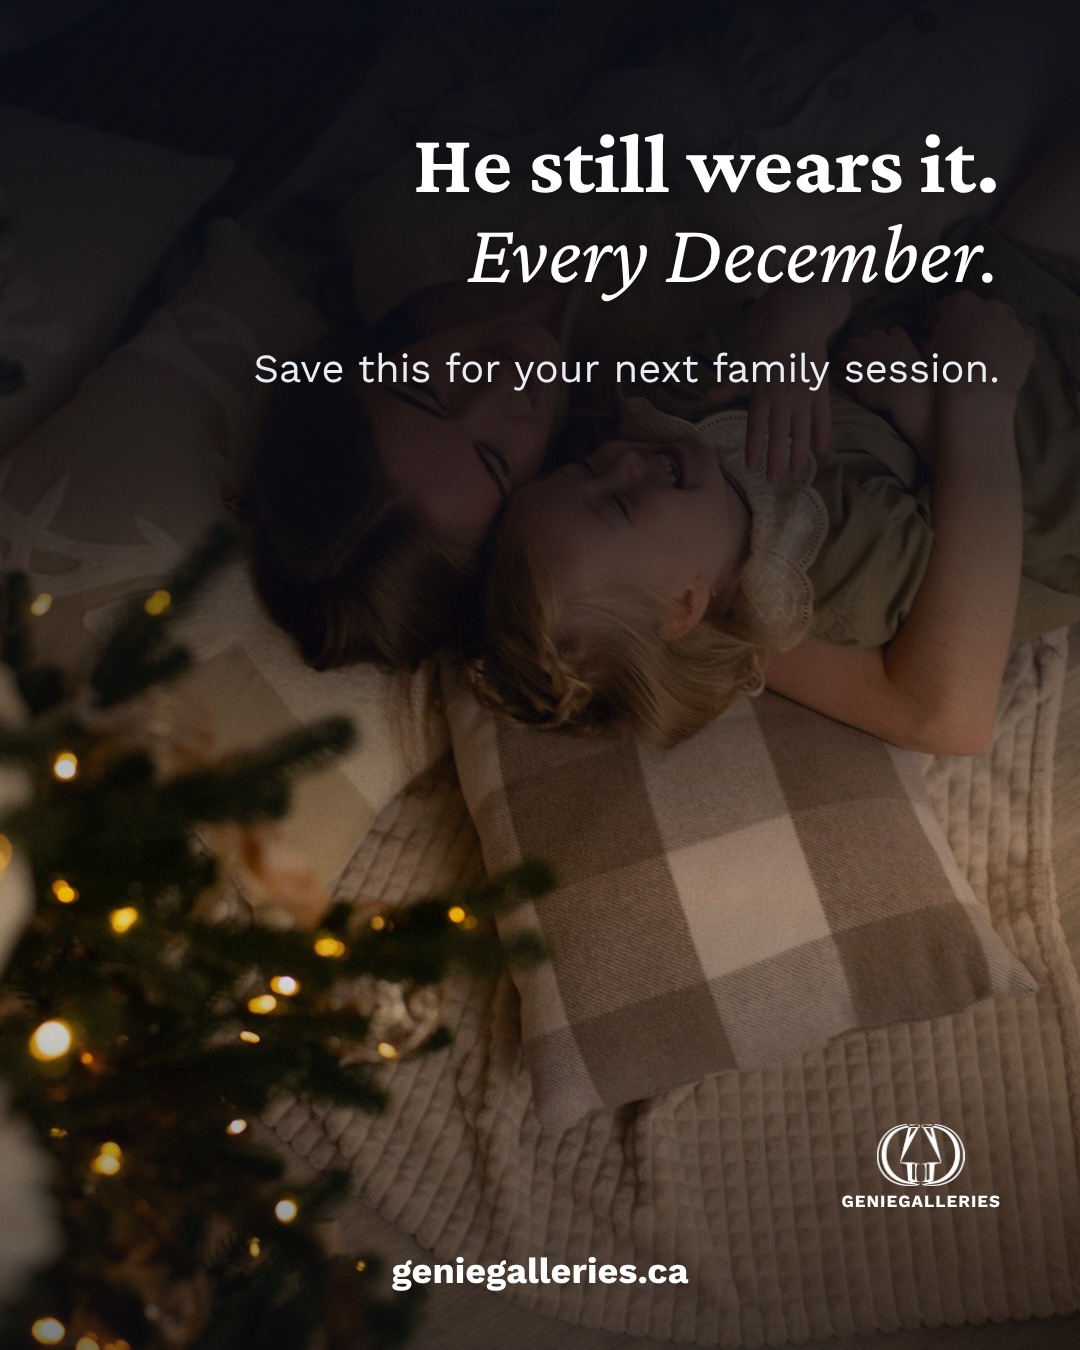 He still wears it.
Every December.
Save this for your next family session.
GENIEGALLERIES
geniegalleries.ca